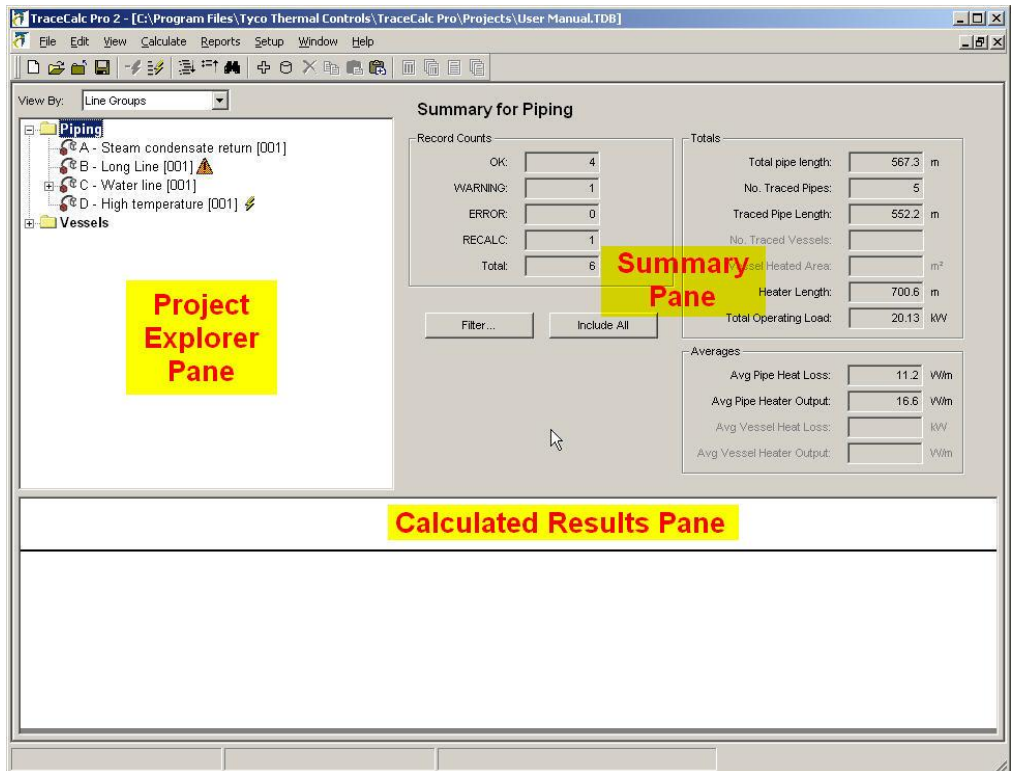 TraceCalc Pro 2 - [C:\Program Files\Tyco Thermal Controls\TraceCalc Pro\Projects\User Manual.TDB]
File Edit View Calculate Reports Setup Window Help
View By: Line Groups
Piping
A - Steam condensate return [001]
B - Long Line [001]
C - Water line [001]
D - High temperature [001]
Vessels
Project
Explorer
Pane
Summary for Piping
Record Counts
OK: 4
WARNING: 1
ERROR: 0
RECALC: 1
Total: 6
Filter... Include All
Summary
Pane
Totals
Total pipe length: 567.3 m
No. Traced Pipes: 5
Traced Pipe Length: 552.2 m
No. Traced Vessels:
Vessel Heated Area: m²
Heater Length: 700.6 m
Total Operating Load: 20.13 kW
Averages
Avg Pipe Heat Loss: 11.2 W/m
Avg Pipe Heater Output: 16.6 W/m
Avg Vessel Heat Loss: kW
Avg Vessel Heater Output: W/m
Calculated Results Pane